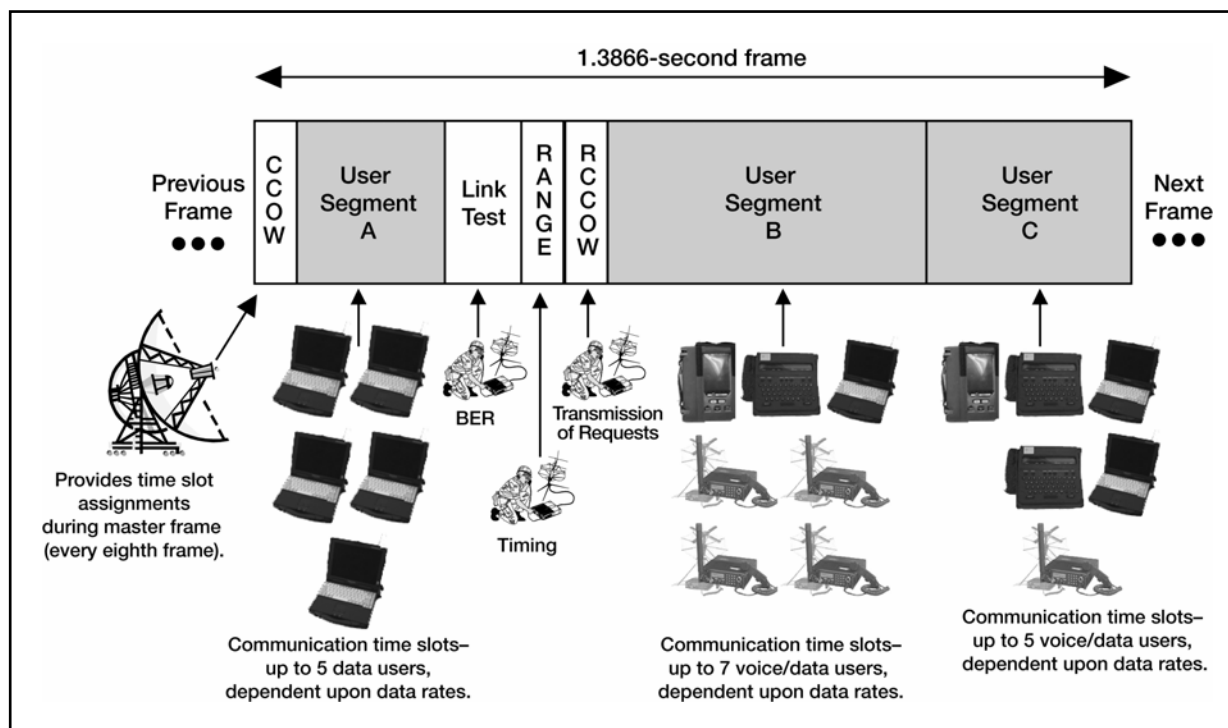 1.3866-second frame
Previous
Frame
●●●
CCOW
User
Segment
A
Link
Test
RANGE
RCCOW
User
Segment
B
User
Segment
C
Next
Frame
●●●
Provides time slot
assignments
during master frame
(every eighth frame).
BER
Timing
Transmission
of Requests
Communication time slots–
up to 5 data users,
dependent upon data rates.
Communication time slots–
up to 7 voice/data users,
dependent upon data rates.
Communication time slots–
up to 5 voice/data users,
dependent upon data rates.